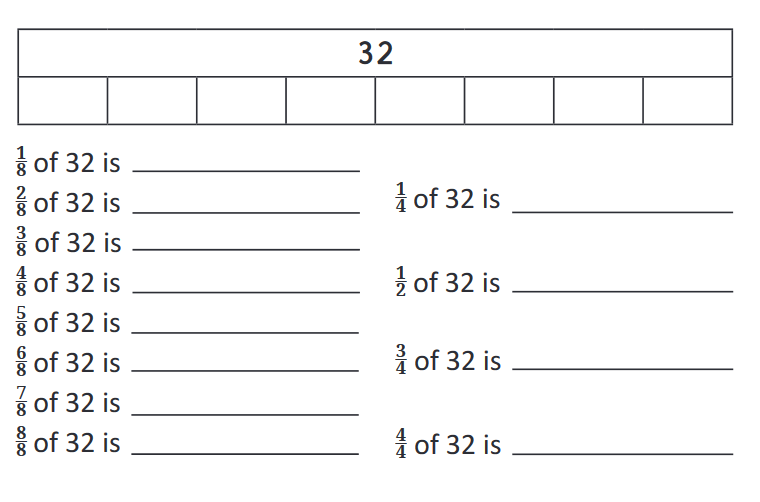 32
1/8 of 32 is
2/8 of 32 is
1/4 of 32 is
3/8 of 32 is
4/8 of 32 is
1/2 of 32 is
5/8 of 32 is
6/8 of 32 is
3/4 of 32 is
7/8 of 32 is
8/8 of 32 is
4/4 of 32 is